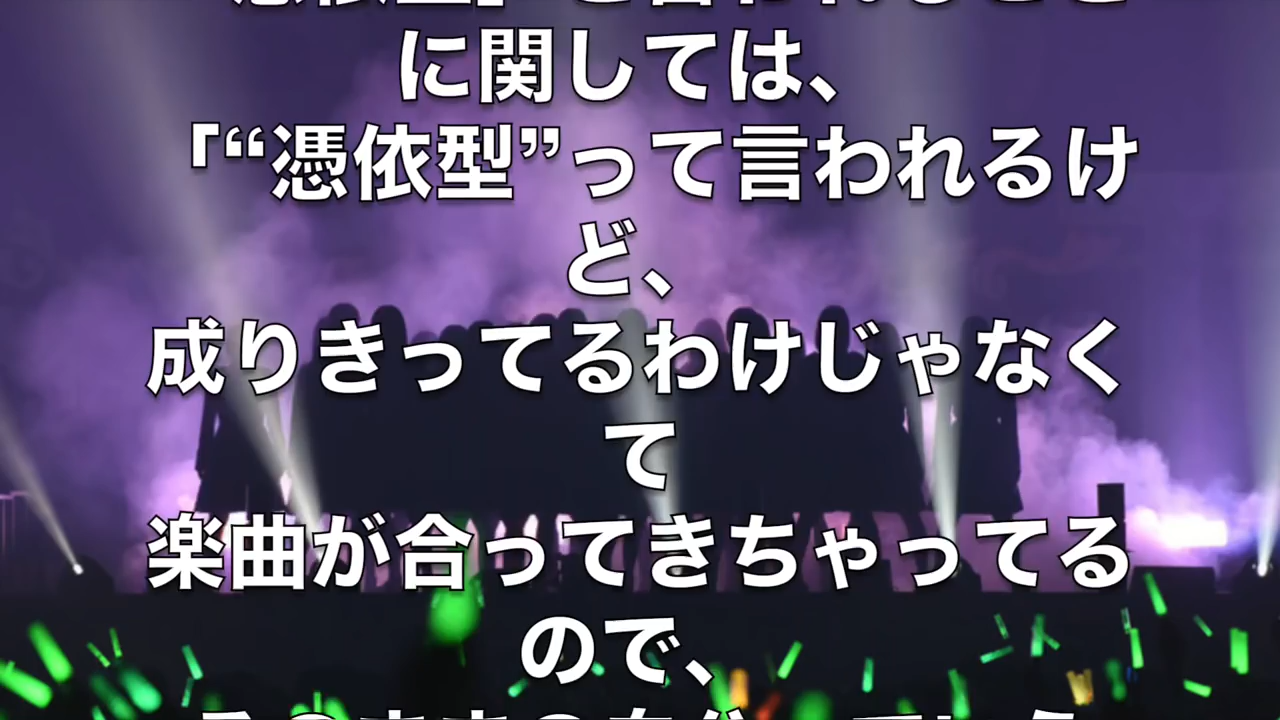 に関しては、
「“憑依型”って言われるけ
ど、
成りきってるわけじゃなく
て
楽曲が合ってきちゃってる
ので、